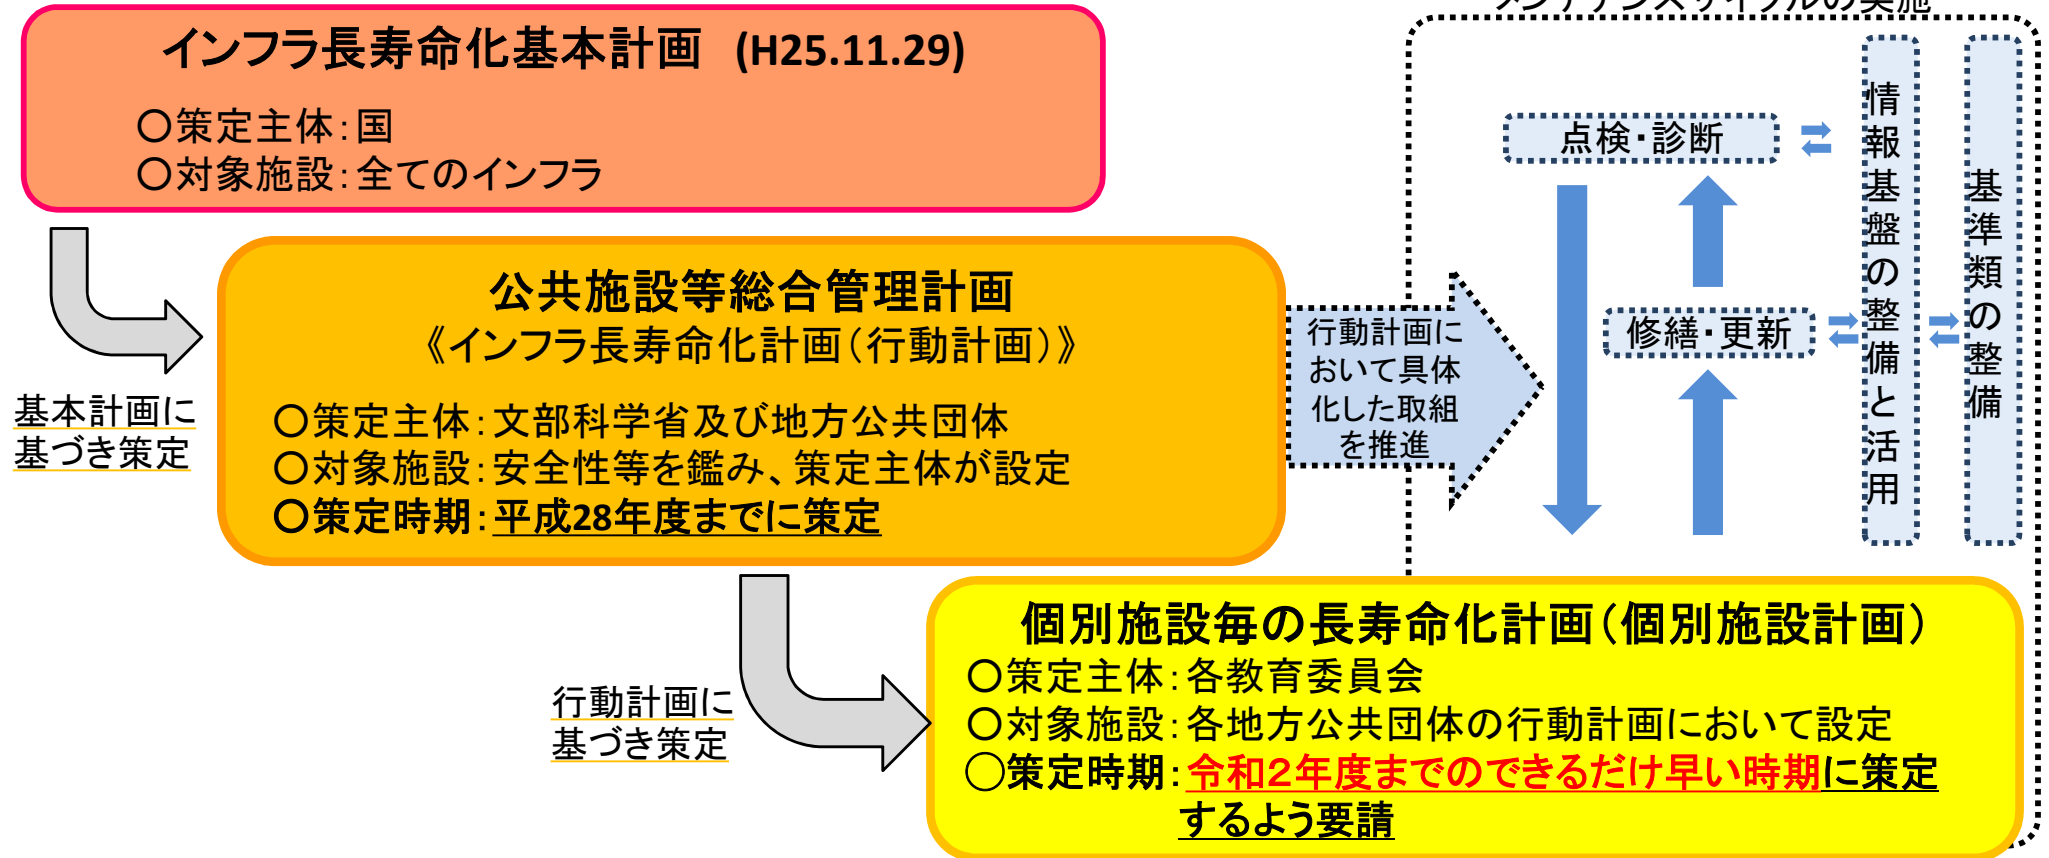 メンテナンスサイクルの実施
インフラ長寿命化基本計画 (H25.11.29)
○策定主体:国
○対象施設:全てのインフラ
基本計画に
基づき策定
公共施設等総合管理計画
《インフラ長寿命化計画(行動計画)》
○策定主体:文部科学省及び地方公共団体
○対象施設:安全性等を鑑み、策定主体が設定
○策定時期:平成28年度までに策定
行動計画に
おいて具体
化した取組
を推進
点検・診断
修繕・更新
情報基盤の整備と活用
基準類の整備
行動計画に
基づき策定
個別施設毎の長寿命化計画(個別施設計画)
○策定主体:各教育委員会
○対象施設:各地方公共団体の行動計画において設定
○策定時期:令和2年度までのできるだけ早い時期に策定
するよう要請